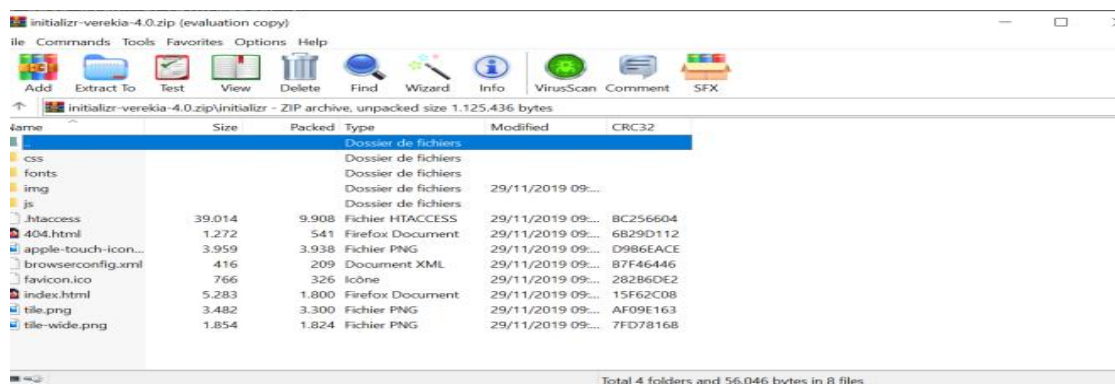 initializr-verekia-4.0.zip (evaluation copy)
ile Commands Tools Favorites Options Help
Add Extract To Test View Delete Find Wizard Info VirusScan Comment SFX
initializr-verekia-4.0.zip\initializr - ZIP archive, unpacked size 1.125.436 bytes
Name Size Packed Type Modified CRC32
.. Dossier de fichiers
css Dossier de fichiers
fonts Dossier de fichiers
img Dossier de fichiers 29/11/2019 09:...
js Dossier de fichiers
.htaccess 39.014 9.908 Fichier HTACCESS 29/11/2019 09:... BC256604
404.html 1.272 541 Firefox Document 29/11/2019 09:... 6B29D112
apple-touch-icon... 3.959 3.938 Fichier PNG 29/11/2019 09:... D9B6EACE
browserconfig.xml 416 209 Document XML 29/11/2019 09:... B7F46446
favicon.ico 766 326 Icône 29/11/2019 09:... 282B6DE2
index.html 5.283 1.800 Firefox Document 29/11/2019 09:... 15F62C08
tile.png 3.482 3.300 Fichier PNG 29/11/2019 09:... AF09E163
tile-wide.png 1.854 1.824 Fichier PNG 29/11/2019 09:... 7FD78168
Total 4 folders and 56.046 bytes in 8 files